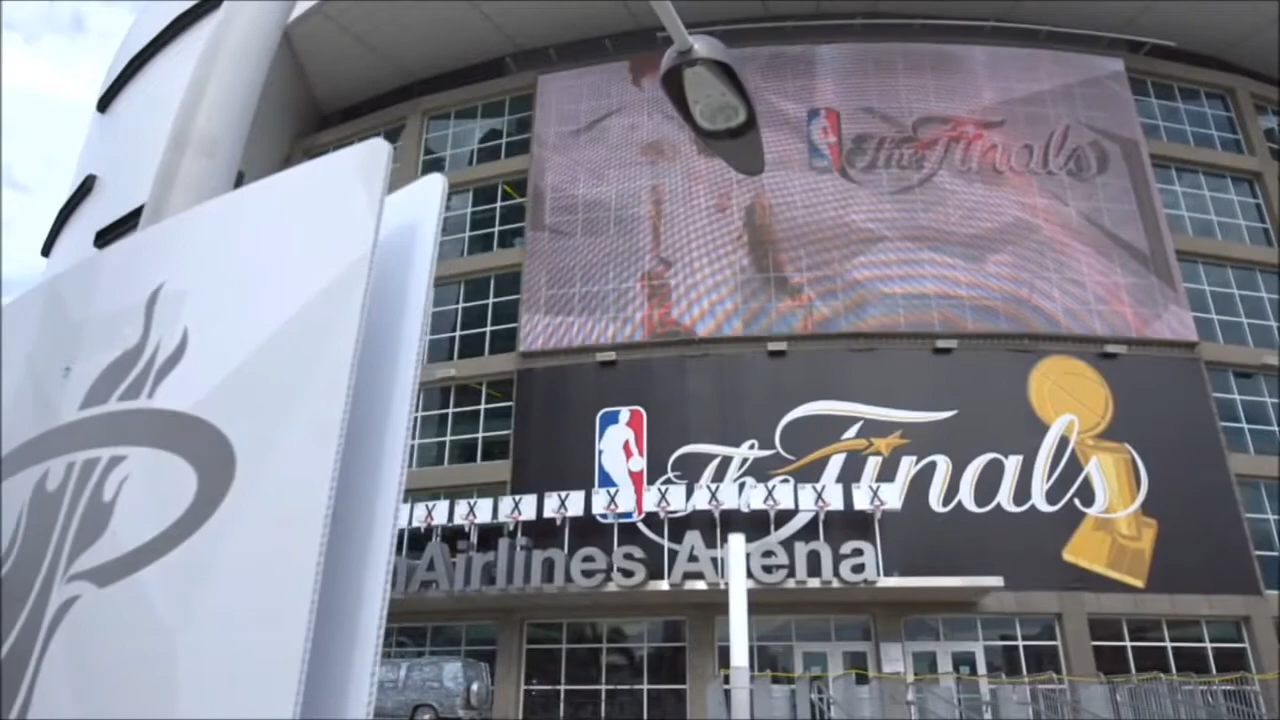 The Finals
The Finals
X X X X X X X X X X
Airlines Arena